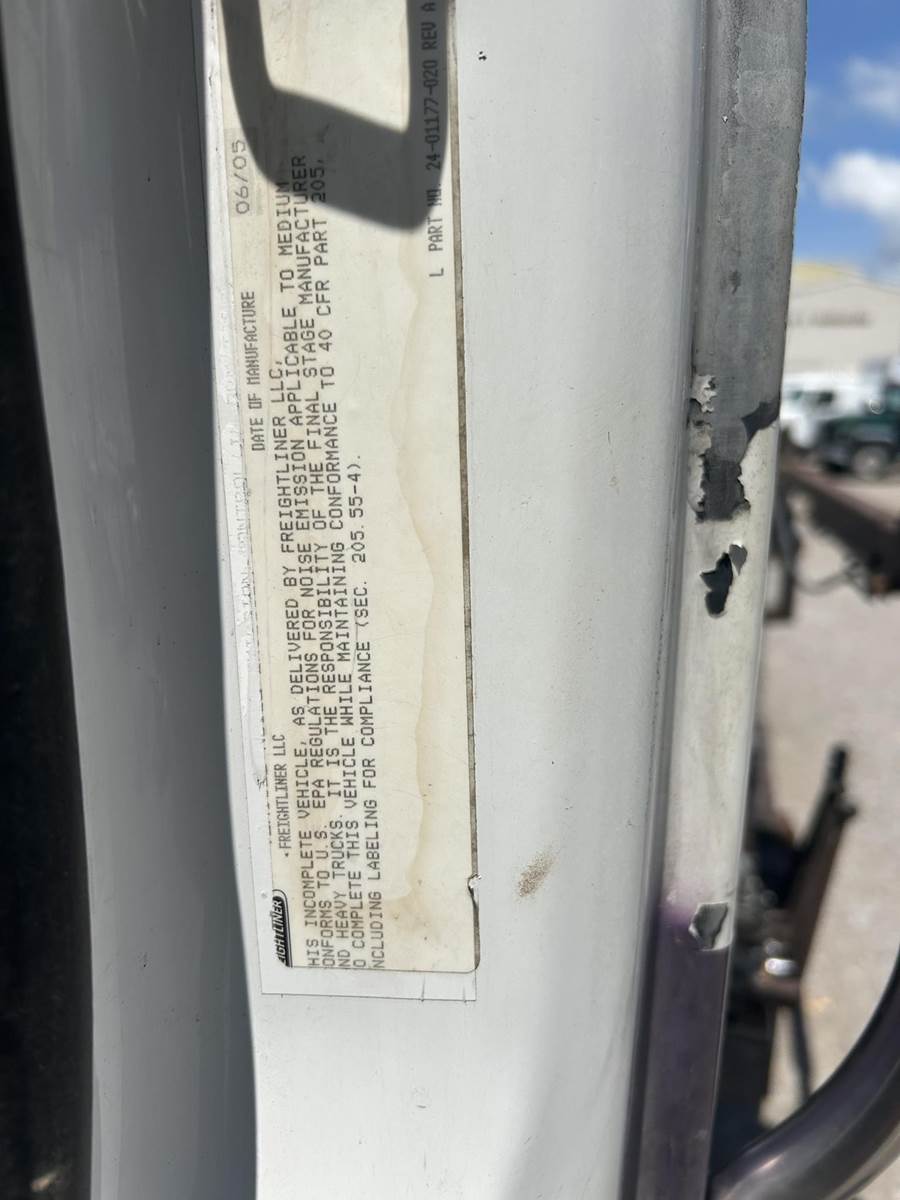 DATE OF MANUFACTURE 06/05
FREIGHTLINER LLC
EIGHTLINER
HIS INCOMPLETE VEHICLE, AS DELIVERED BY FREIGHTLINER LLC,
ONFORMS TO U.S. EPA REGULATIONS FOR NOISE EMISSION APPLICABLE TO MEDIUM
ND HEAVY TRUCKS. IT IS THE RESPONSIBILITY OF THE FINAL STAGE MANUFACTURER
O COMPLETE THIS VEHICLE WHILE MAINTAINING CONFORMANCE TO 40 CFR PART 205,
NCLUDING LABELING FOR COMPLIANCE (SEC. 205.55-4).
L PART NO. 24-01177-020 REV A